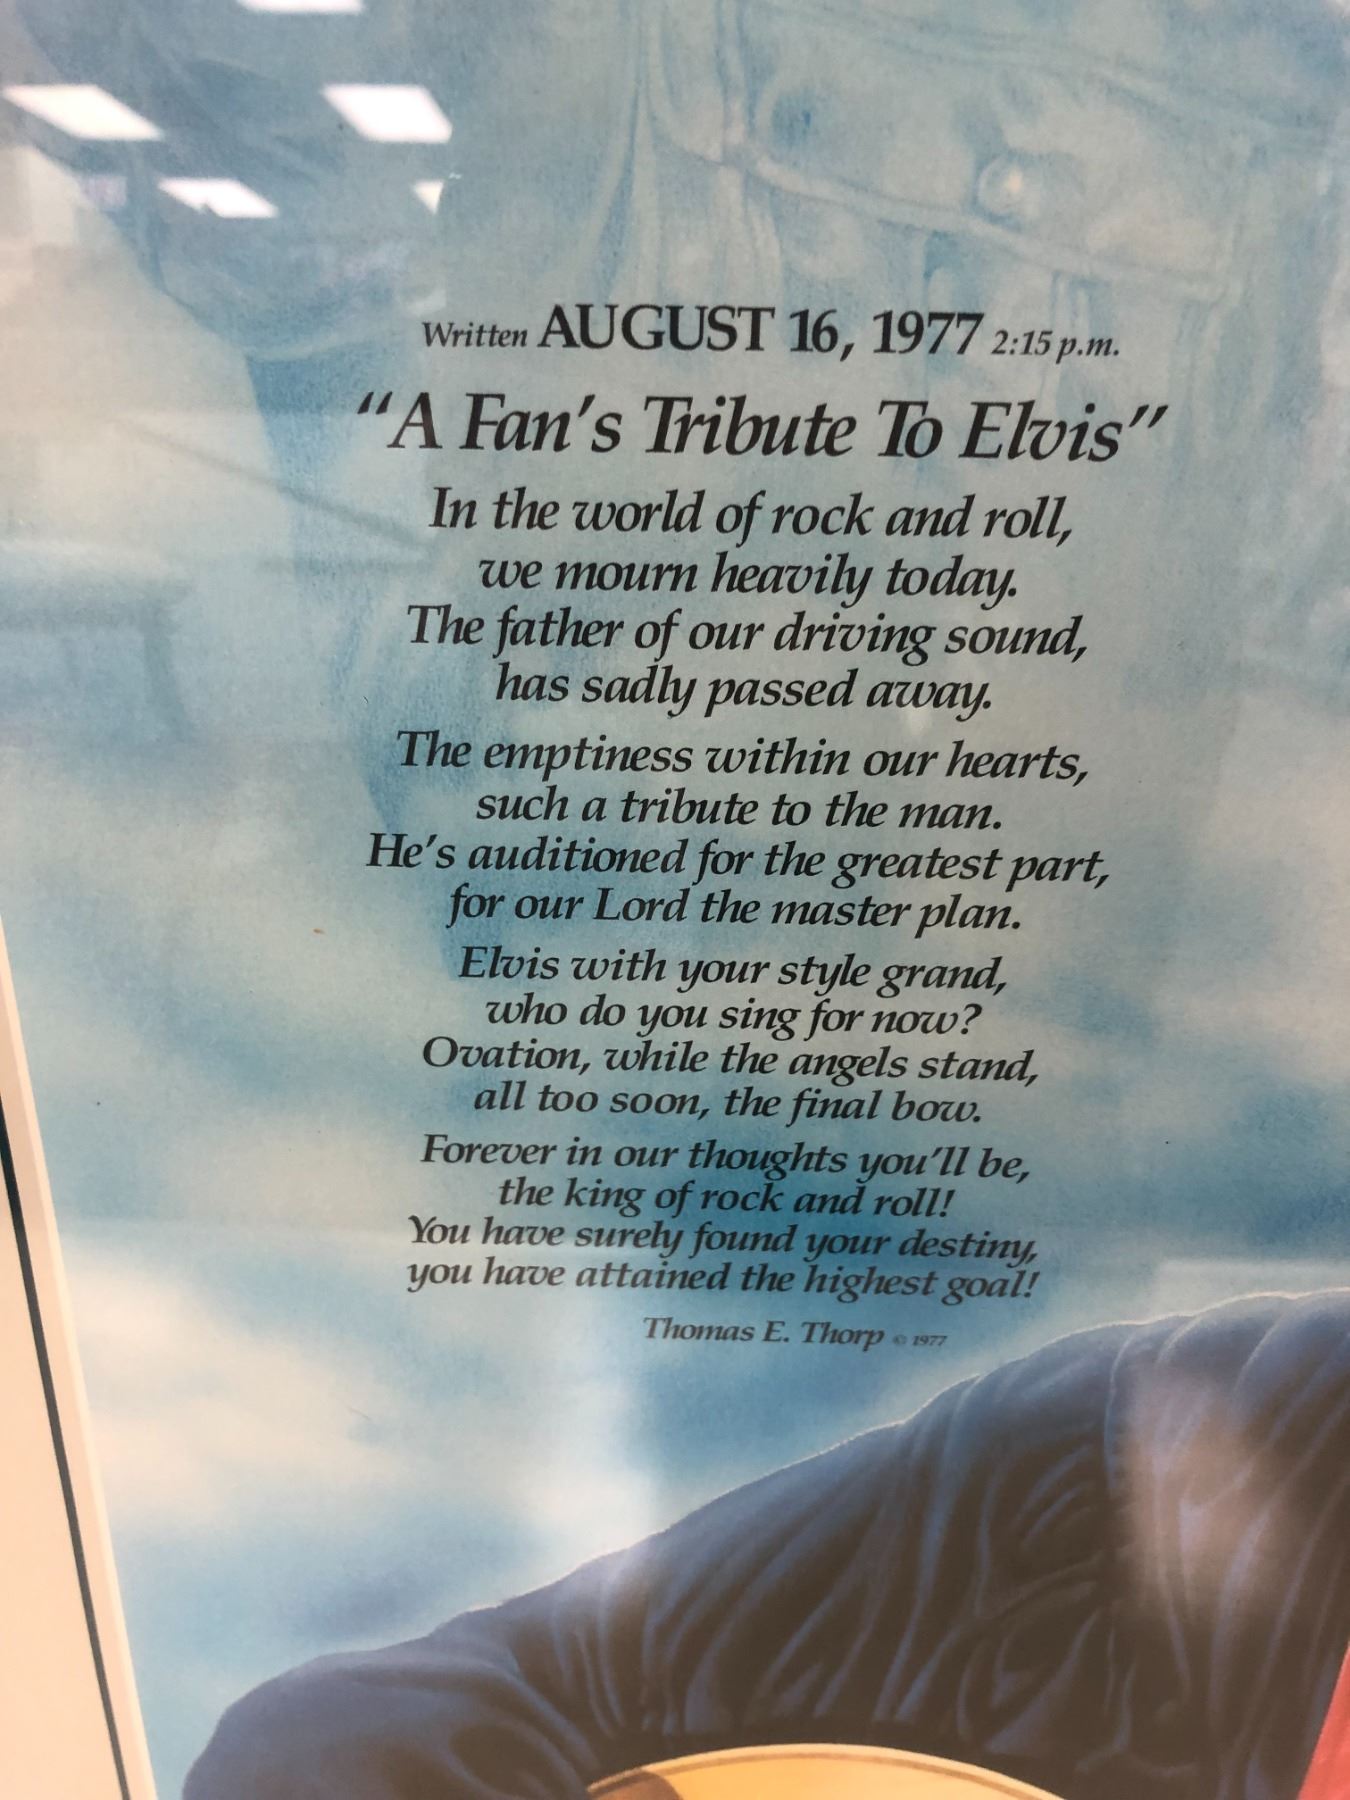 Written AUGUST 16, 1977 2:15 p.m.
"A Fan's Tribute To Elvis"
In the world of rock and roll,
we mourn heavily today.
The father of our driving sound,
has sadly passed away.
The emptiness within our hearts,
such a tribute to the man.
He's auditioned for the greatest part,
for our Lord the master plan.
Elvis with your style grand,
who do you sing for now?
Ovation, while the angels stand,
all too soon, the final bow.
Forever in our thoughts you'll be,
the king of rock and roll!
You have surely found your destiny,
you have attained the highest goal!
Thomas E. Thorp © 1977